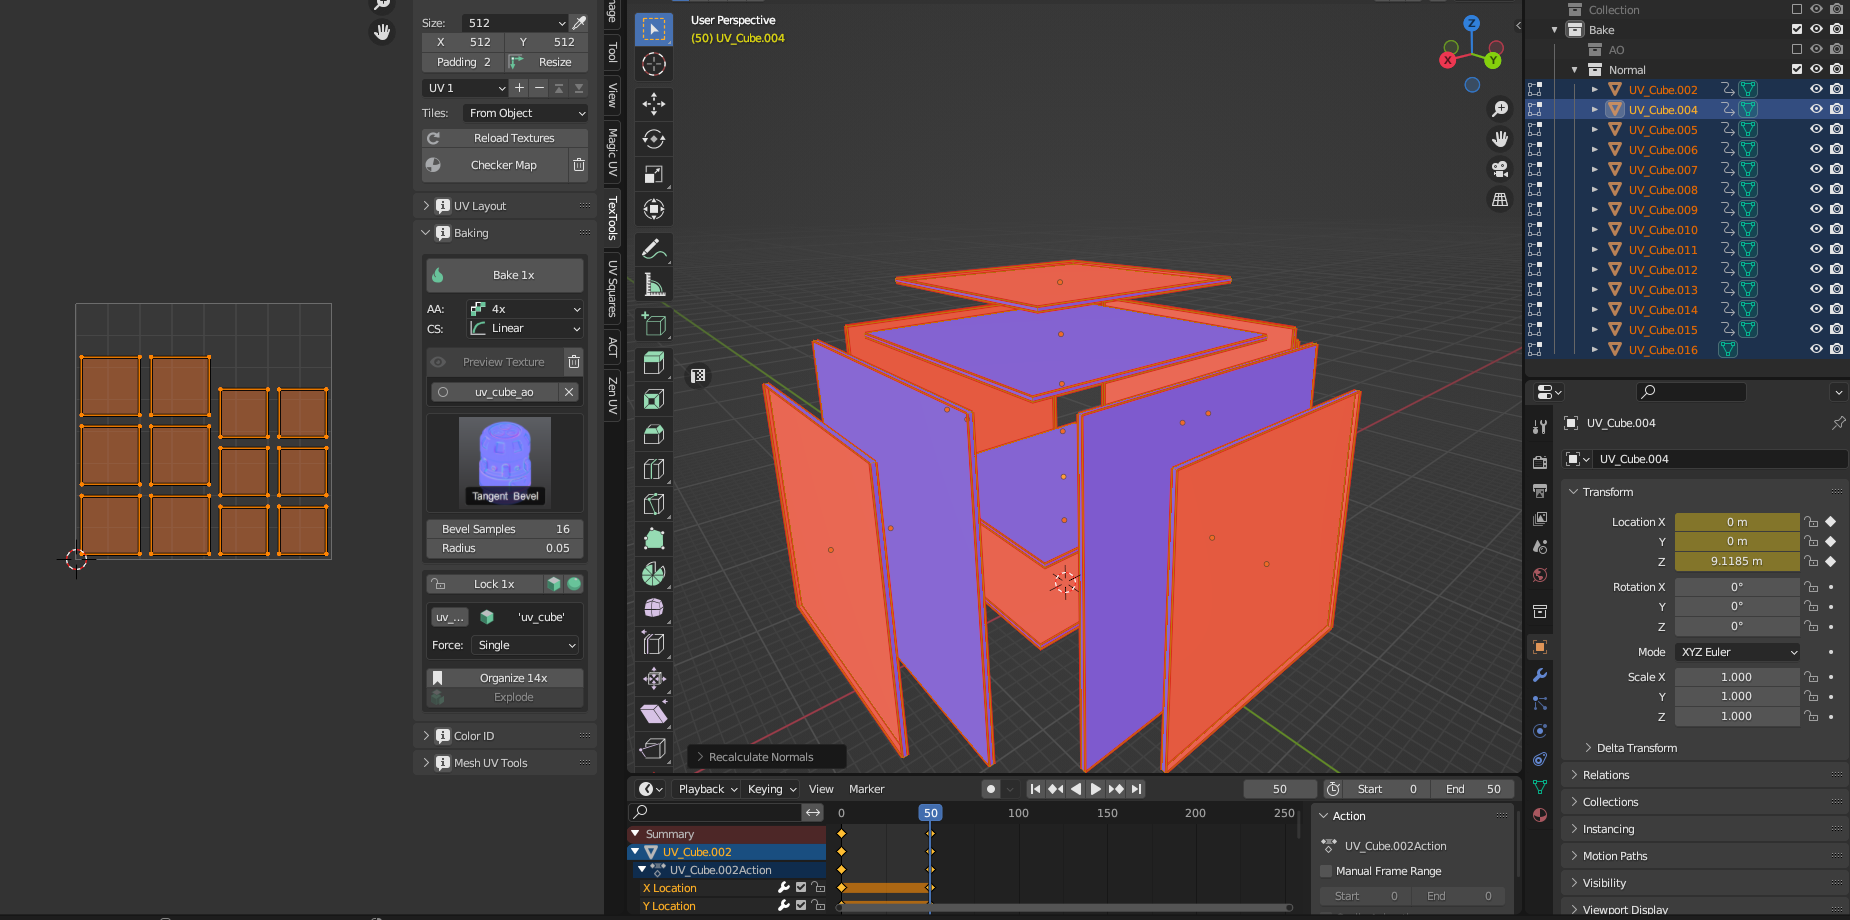 Size: 512
X 512 Y 512
Padding 2 Resize
UV 1
Tiles: From Object
Reload Textures
Checker Map
UV Layout
Baking
Bake 1x
AA: 4x
CS: Linear
Preview Texture
uv_cube_ao
Tangent Bevel
Bevel Samples 16
Radius 0.05
Lock 1x
uv_... 'uv_cube'
Force: Single
Organize 14x
Explode
Color ID
Mesh UV Tools
Tool
View
Magic UV
TexTools
UV Squares
ACT
Zen UV
User Perspective
(50) UV_Cube.004
Z
X
Y
Recalculate Normals
Playback Keying View Marker
50 Start 0 End 50
0 50 100 150 200 250
Summary
UV_Cube.002
UV_Cube.002Action
X Location
Y Location
Action
UV_Cube.002Action
Manual Frame Range
Start 0 End 0
Collection
Bake
AO
Normal
UV_Cube.002
UV_Cube.004
UV_Cube.005
UV_Cube.006
UV_Cube.007
UV_Cube.008
UV_Cube.009
UV_Cube.010
UV_Cube.011
UV_Cube.012
UV_Cube.013
UV_Cube.014
UV_Cube.015
UV_Cube.016
UV_Cube.004
UV_Cube.004
Transform
Location X 0 m
Y 0 m
Z 9.1185 m
Rotation X 0°
Y 0°
Z 0°
Mode XYZ Euler
Scale X 1.000
Y 1.000
Z 1.000
Delta Transform
Relations
Collections
Instancing
Motion Paths
Visibility
Viewport Display